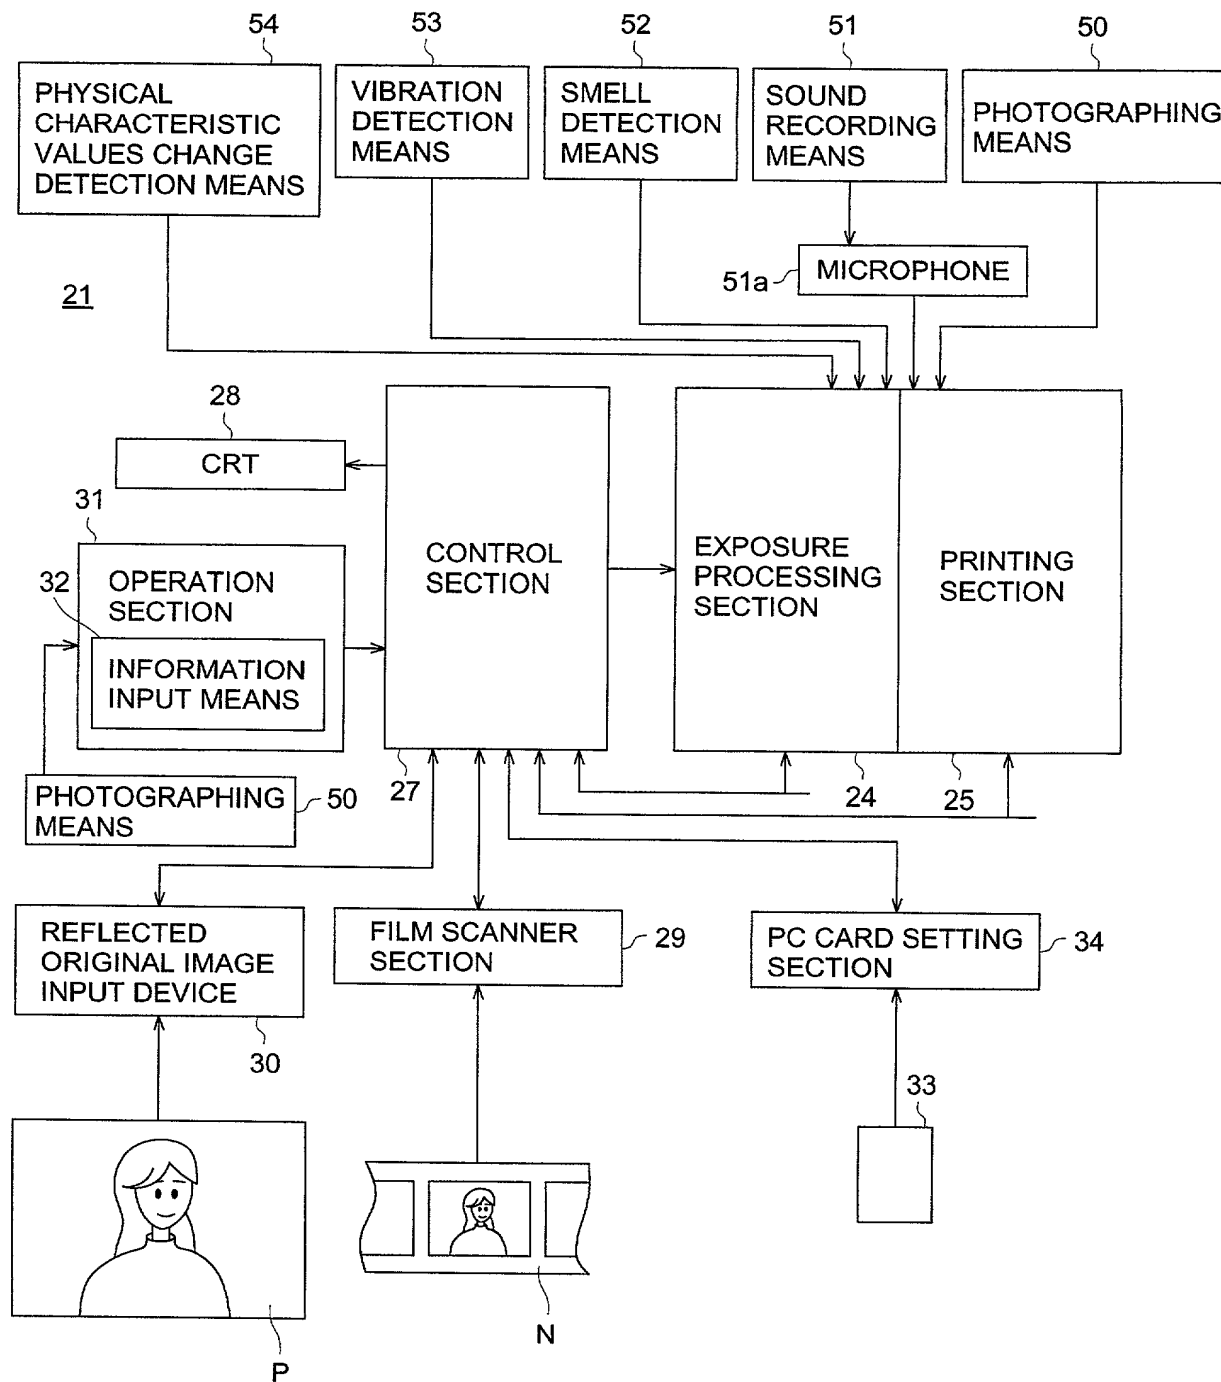 54
53
52
51
50
PHYSICAL
CHARACTERISTIC
VALUES CHANGE
DETECTION MEANS
VIBRATION
DETECTION
MEANS
SMELL
DETECTION
MEANS
SOUND
RECORDING
MEANS
PHOTOGRAPHING
MEANS
51a
MICROPHONE
21
28
CRT
31
OPERATION
SECTION
32
INFORMATION
INPUT MEANS
CONTROL
SECTION
EXPOSURE
PROCESSING
SECTION
PRINTING
SECTION
27
24
25
PHOTOGRAPHING
MEANS
50
REFLECTED
ORIGINAL IMAGE
INPUT DEVICE
30
FILM SCANNER
SECTION
29
PC CARD SETTING
SECTION
34
33
P
N